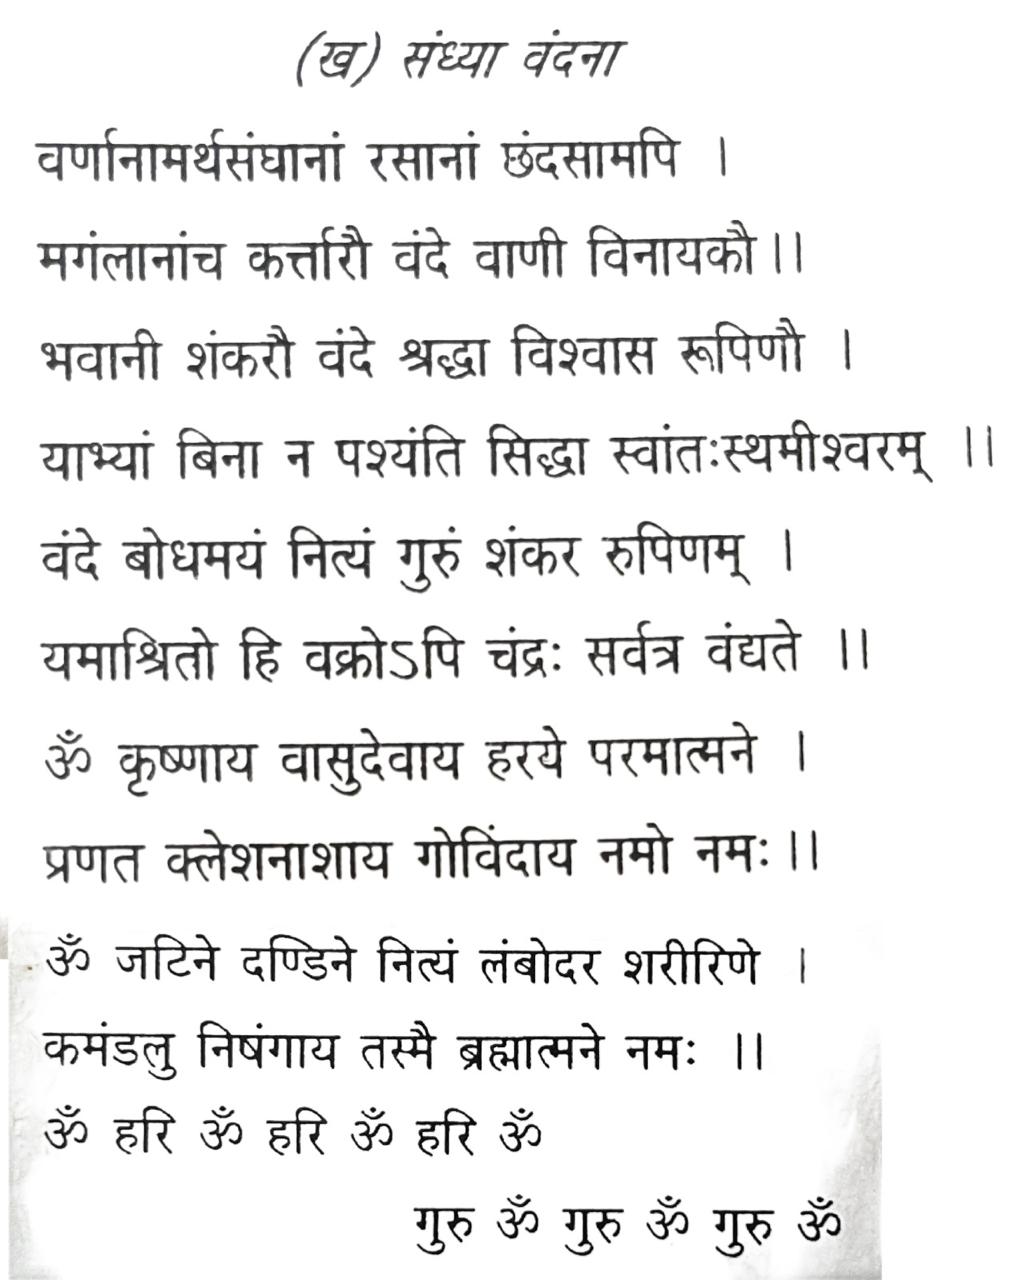 (ख) संध्या वंदना
वर्णानामर्थसंघानां रसानां छंदसामपि ।
मगंलानांच कर्त्तारौ वंदे वाणी विनायकौ।।
भवानी शंकरौ वंदे श्रद्धा विश्वास रूपिणौ ।
याभ्यां बिना न पश्यंति सिद्धा स्वांतःस्थमीश्वरम् ।।
वंदे बोधमयं नित्यं गुरुं शंकर रुपिणम् ।
यमाश्रितो हि वक्रोऽपि चंद्रः सर्वत्र वंद्यते ।।
ॐ कृष्णाय वासुदेवाय हरये परमात्मने ।
प्रणत क्लेशनाशाय गोविंदाय नमो नमः।।
ॐ जटिने दण्डिने नित्यं लंबोदर शरीरिणे ।
कमंडलु निषंगाय तस्मै ब्रह्मात्मने नमः ।।
ॐ हरि ॐ हरि ॐ हरि ॐ
गुरु ॐ गुरु ॐ गुरु ॐ